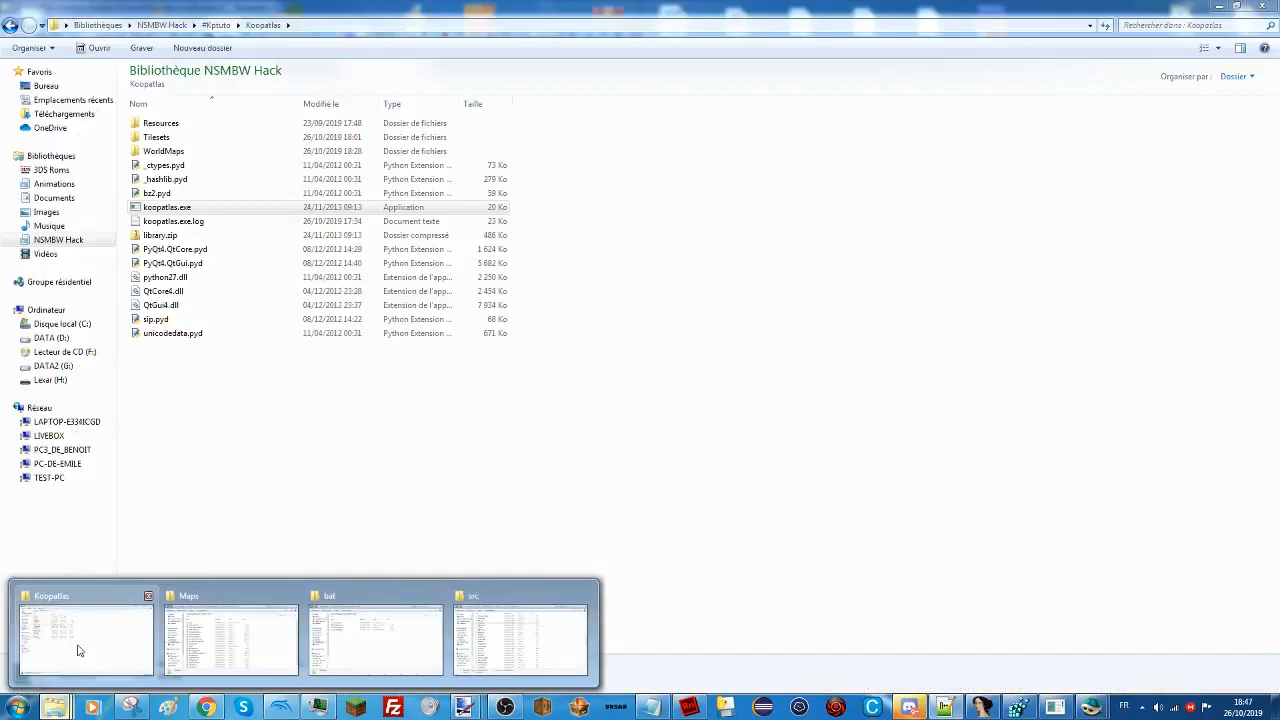 Bibliothèques ▸ NSMBW Hack ▸ #Kptuto ▸ Koopatlas ▸
Rechercher dans : Koopatlas
Organiser Ouvrir Graver Nouveau dossier
Favoris
Bureau
Emplacements récents
Téléchargements
OneDrive
Bibliothèques
3DS Roms
Animations
Documents
Images
Musique
NSMBW Hack
Vidéos
Groupe résidentiel
Ordinateur
Disque local (C:)
DATA (D:)
Lecteur de CD (F:)
DATA2 (G:)
Lexar (H:)
Réseau
LAPTOP-E334ICGD
LIVEBOX
PC3_DE_BENOIT
PC-DE-EMILE
TEST-PC
Bibliothèque NSMBW Hack
Koopatlas
Organiser par : Dossier
Nom Modifié le Type Taille
Resources 23/09/2019 17:48 Dossier de fichiers
Tilesets 26/10/2019 18:01 Dossier de fichiers
WorldMaps 26/10/2019 18:28 Dossier de fichiers
_ctypes.pyd 11/04/2012 00:31 Python Extension ... 73 Ko
_hashlib.pyd 11/04/2012 00:31 Python Extension ... 279 Ko
bz2.pyd 11/04/2012 00:31 Python Extension ... 59 Ko
koopatlas.exe 24/11/2013 09:13 Application 20 Ko
koopatlas.exe.log 26/10/2019 17:34 Document texte 23 Ko
library.zip 24/11/2013 09:13 Dossier compressé 486 Ko
PyQt4.QtCore.pyd 08/12/2012 14:29 Python Extension ... 1 624 Ko
PyQt4.QtGui.pyd 08/12/2012 14:40 Python Extension ... 5 682 Ko
python27.dll 11/04/2012 00:31 Extension de l'app... 2 250 Ko
QtCore4.dll 04/12/2012 23:28 Extension de l'app... 2 454 Ko
QtGui4.dll 04/12/2012 23:37 Extension de l'app... 7 934 Ko
sip.pyd 08/12/2012 14:22 Python Extension ... 68 Ko
unicodedata.pyd 11/04/2012 00:31 Python Extension ... 671 Ko
Koopatlas Maps bat src
BRSAR
FR
18:47
26/10/2019